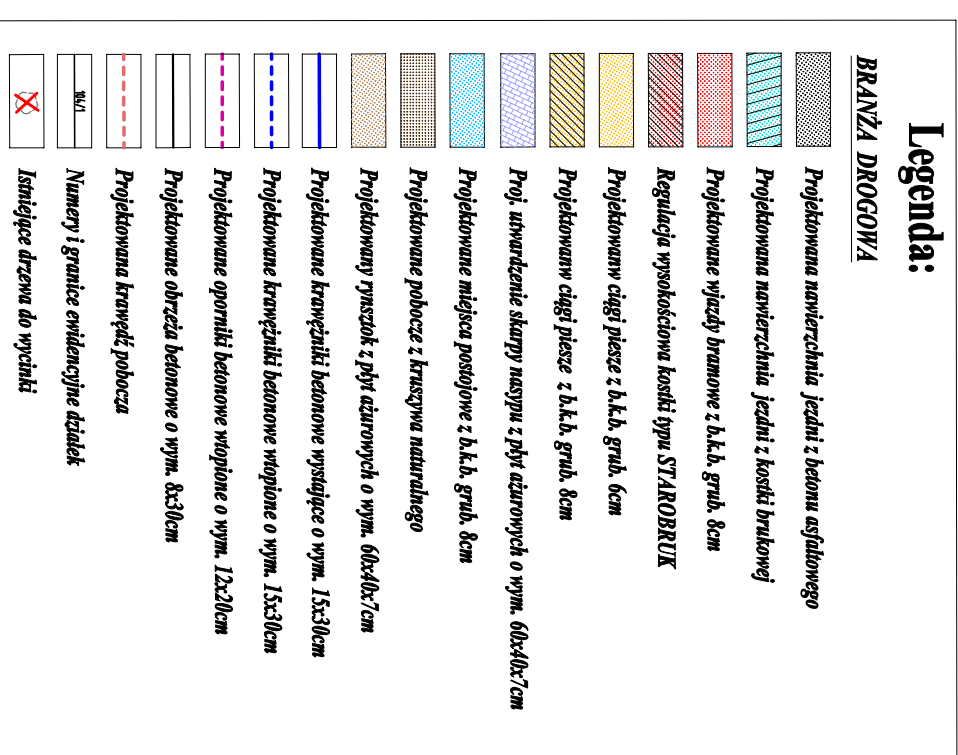 Legenda:
BRANŻA DROGOWA
Projektowana nawierzchnia jezdni z betonu asfaltowego
Projektowana nawierzchnia jezdni z kostki brukowej
Projektowane wjazdy bramowe z b.k.b. grub. 8cm
Regulacja wysokościowa kostki typu STAROBRUK
Projektowanw ciągi piesze z b.k.b. grub. 6cm
Projektowanw ciągi piesze z b.k.b. grub. 8cm
Proj. utwardzenie skarpy nasypu z płyt ażurowych o wym. 60x40x7cm
Projektowane miejsca postojowe z b.k.b. grub. 8cm
Projektowane pobocze z kruszywa naturalnego
Projektowany rynsztok z płyt ażurowych o wym. 60x40x7cm
Projektowane krawężniki betonowe wystające o wym. 15x30cm
Projektowane krawężniki betonowe wtopione o wym. 15x30cm
Projektowane oporniki betonowe wtopione o wym. 12x20cm
Projektowane obrzeża betonowe o wym. 8x30cm
Projektowana krawędź pobocza
104/1 Numery i granice ewidencyjne działek
Istniejące drzewa do wycinki